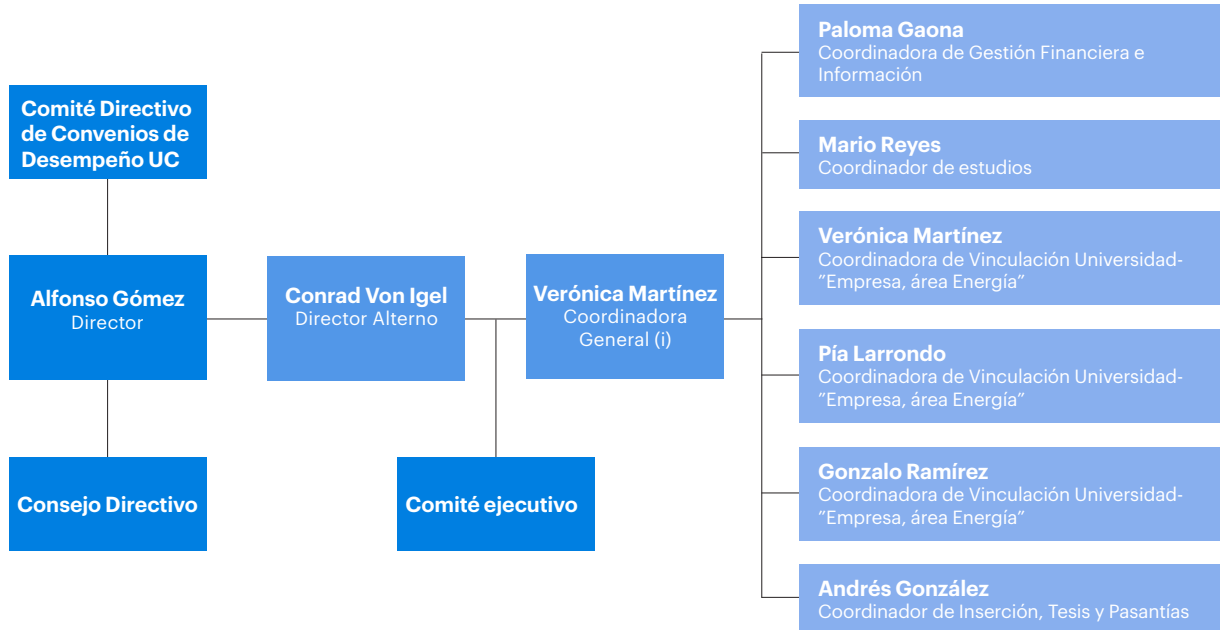 Comité Directivo
de Convenios de
Desempeño UC
Alfonso Gómez
Director
Consejo Directivo
Conrad Von Igel
Director Alterno
Comité ejecutivo
Verónica Martínez
Coordinadora
General (i)
Paloma Gaona
Coordinadora de Gestión Financiera e
Información
Mario Reyes
Coordinador de estudios
Verónica Martínez
Coordinadora de Vinculación Universidad-
”Empresa, área Energía”
Pía Larrondo
Coordinadora de Vinculación Universidad-
”Empresa, área Energía”
Gonzalo Ramírez
Coordinadora de Vinculación Universidad-
”Empresa, área Energía”
Andrés González
Coordinador de Inserción, Tesis y Pasantías